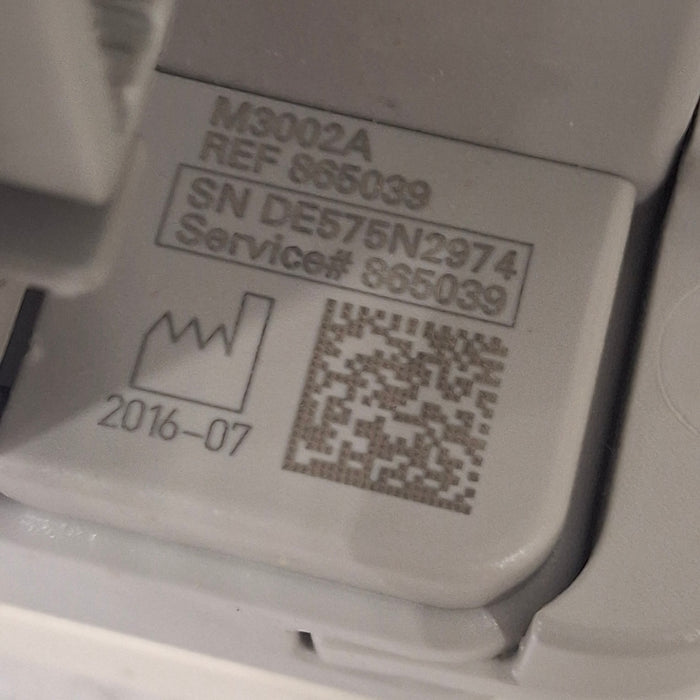 M3002A
REF 865039
SN DE575N2974
Service# 865039
2016-07